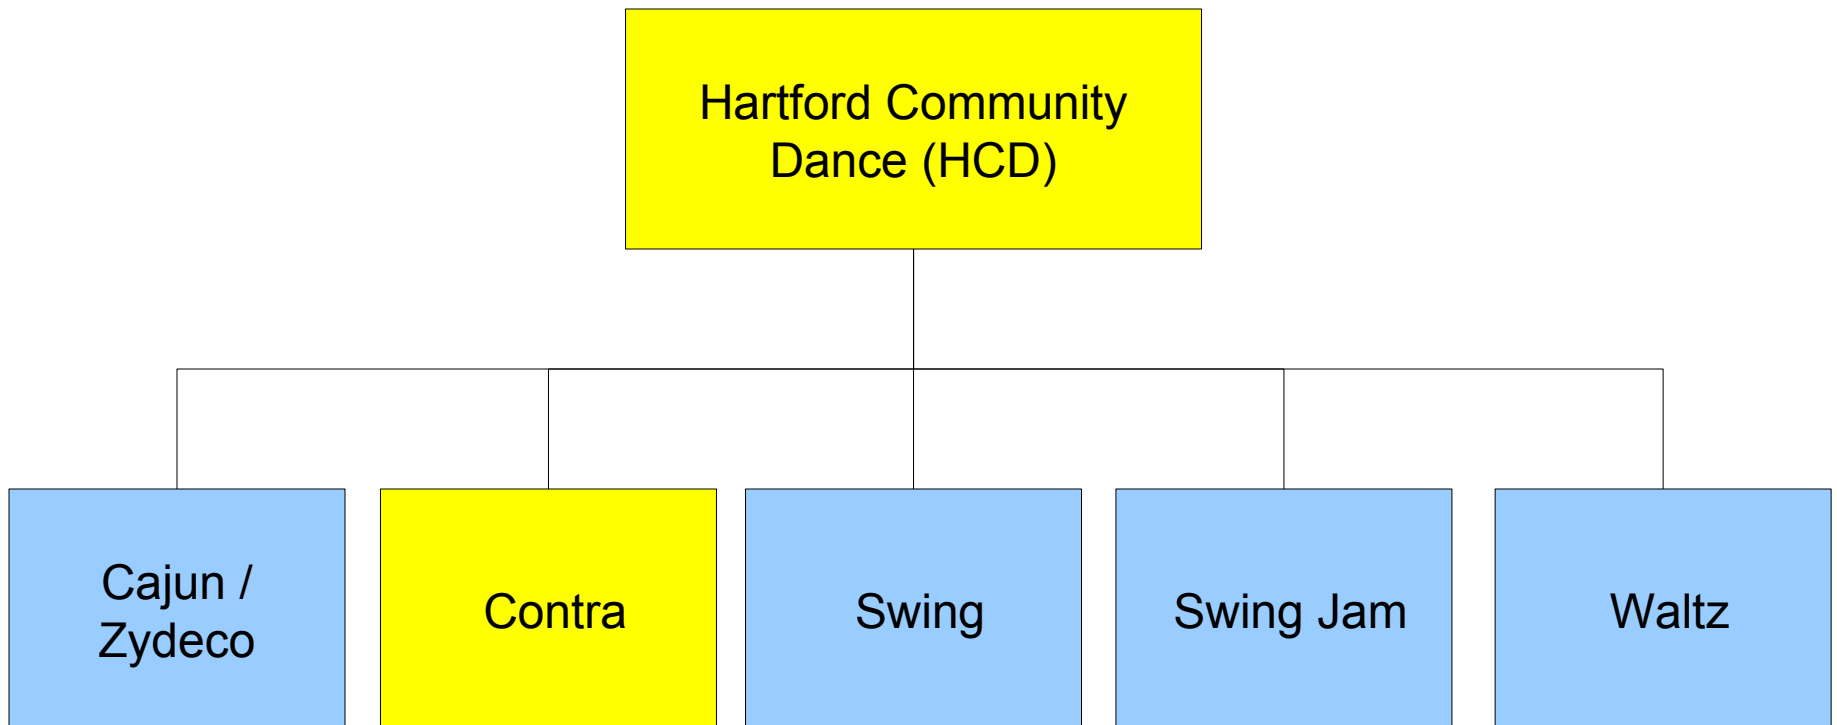 Hartford Community
Dance (HCD)
Cajun /
Zydeco
Contra
Swing
Swing Jam
Waltz